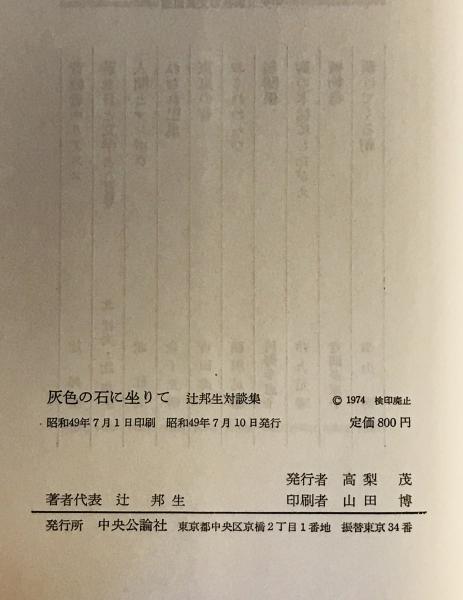 灰色の石に坐りて 辻邦生対談集 © 1974 検印廃止
昭和49年7月1日印刷 昭和49年7月10日発行 定価800円
発行者 高梨 茂
著者代表 辻 邦生 印刷者 山田 博
発行所 中央公論社 東京都中央区京橋2丁目1番地 振替東京34番